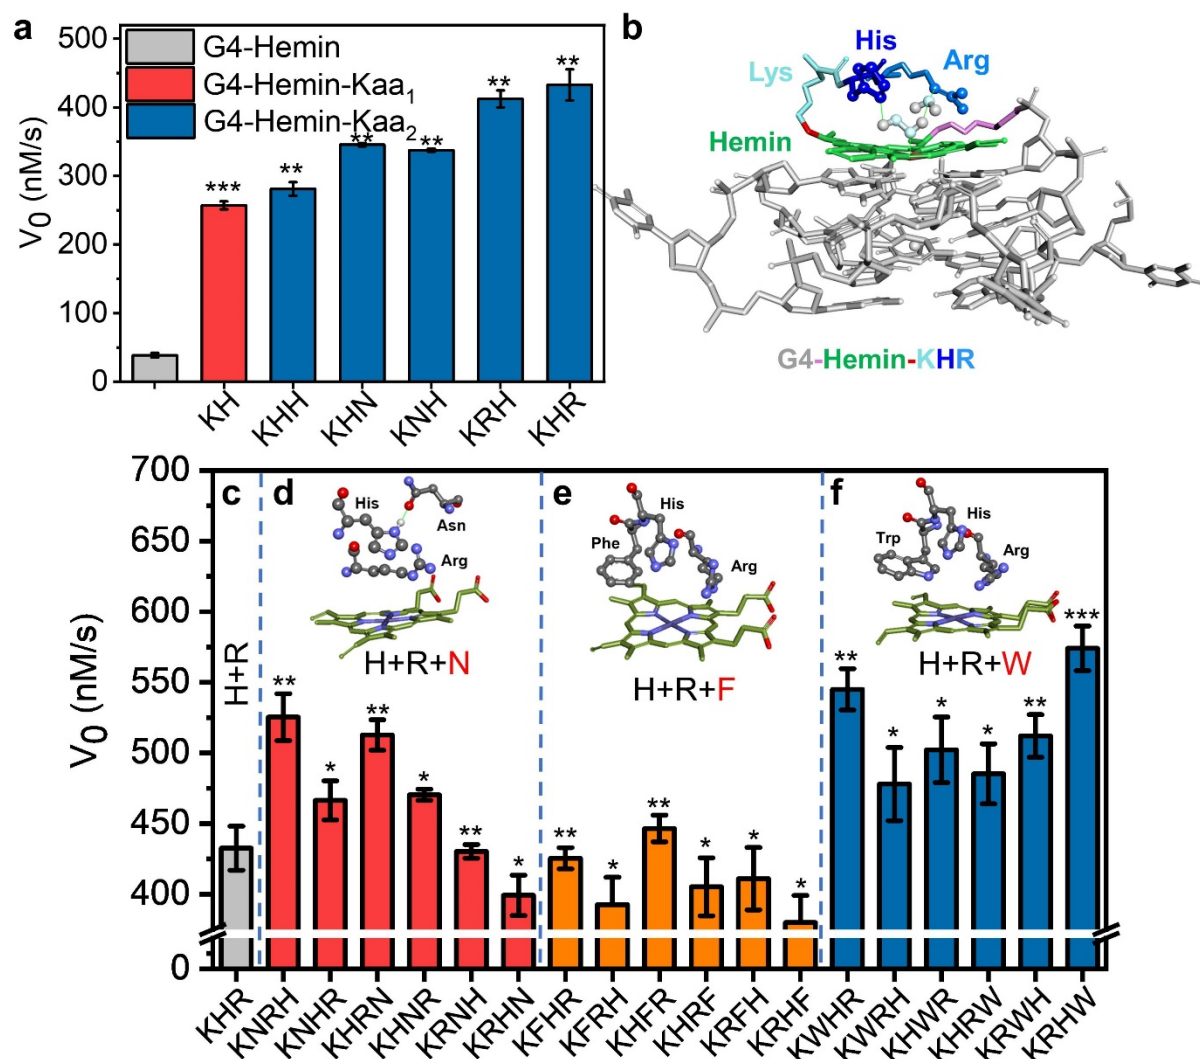 a
500
400
300
200
100
0
V0 (nM/s)
G4-Hemin
G4-Hemin-Kaa1
G4-Hemin-Kaa2
***
**
**
**
**
**
KH
KHH
KHN
KNH
KRH
KHR
b
His
Lys
Arg
Hemin
G4-Hemin-KHR
700
650
600
550
500
450
400
0
V0 (nM/s)
c
H+R
d
His
Asn
Arg
H+R+N
**
*
**
*
**
*
e
His
Phe
Arg
H+R+F
**
*
**
*
*
*
f
His
Trp
Arg
H+R+W
**
*
*
*
**
***
KHR
KNRH
KNHR
KHRN
KHNR
KRNH
KRHN
KFHR
KFRH
KHFR
KHRF
KRFH
KRHF
KWHR
KWRH
KHWR
KHRW
KRWH
KRHW